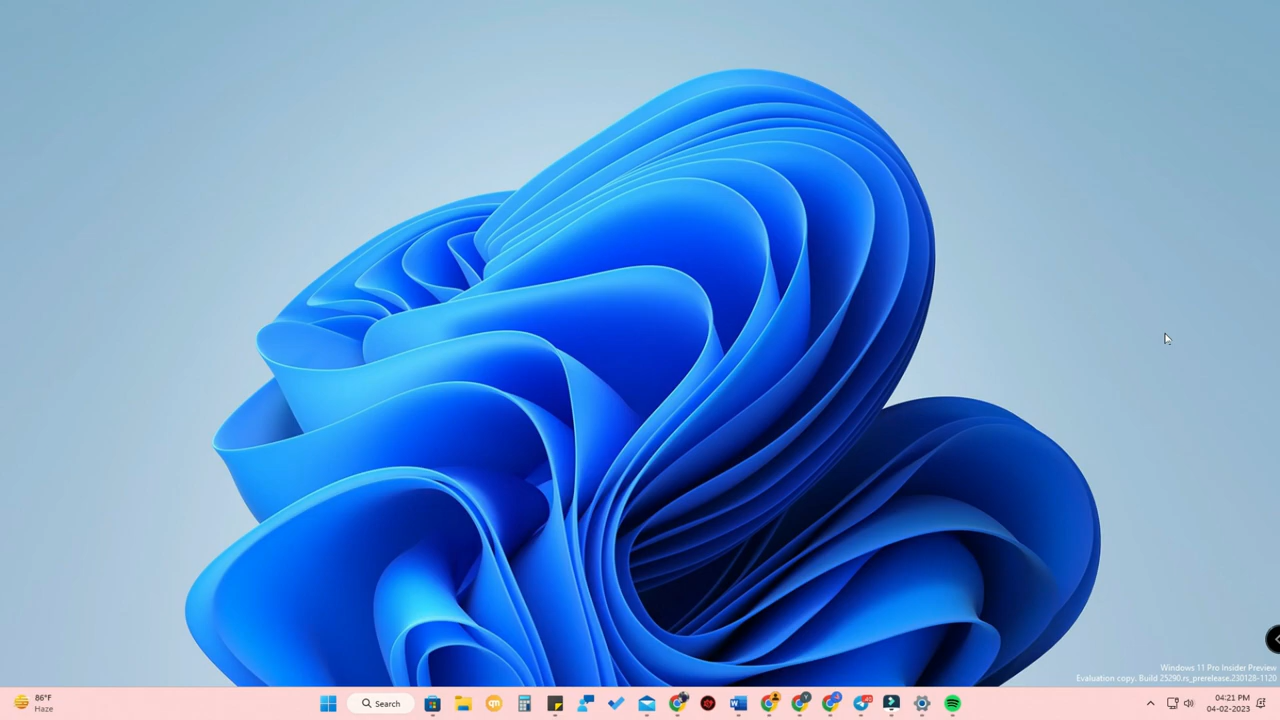 Windows 11 Pro Insider Preview
Evaluation copy. Build 25290.rs_prerelease.230128-1120
86°F
Haze
Search
qn
04:21 PM
04-02-2023